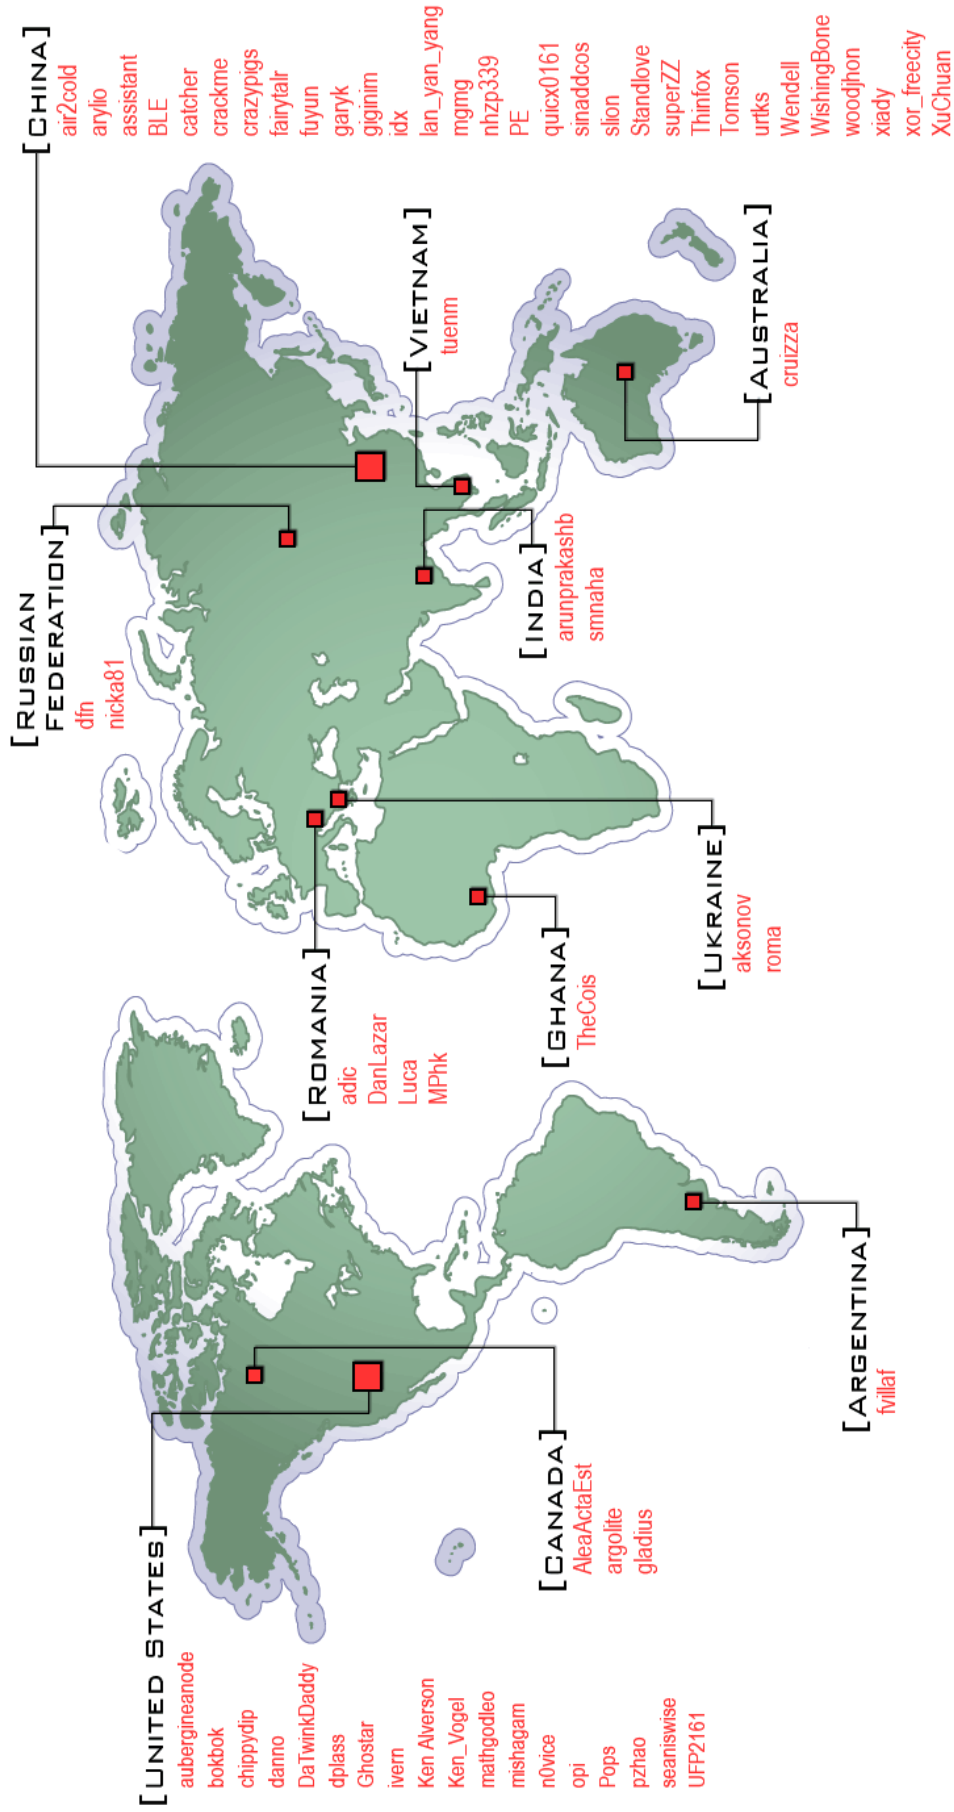 [UNITED STATES]
aubergineanode
bokbok
chippydip
danno
DaTwinkDaddy
dplass
Ghostar
ivern
Ken Alverson
Ken_Vogel
mathgodleo
mishagam
n0vice
opi
Pops
pzhao
seaniswise
UFP2161
[CANADA]
AleaActaEst
argolite
gladius
[ARGENTINA]
fvillaf
[ROMANIA]
adic
DanLazar
Luca
MPhk
[GHANA]
TheCois
[UKRAINE]
aksonov
roma
[RUSSIAN
FEDERATION]
dfn
nicka81
[INDIA]
arunprakashb
smnaha
[VIETNAM]
tuenm
[AUSTRALIA]
cruizza
[CHINA]
air2cold
arylio
assistant
BLE
catcher
crackme
crazypigs
fairytalr
fuyun
garyk
giginim
idx
lan_yan_yang
mgmg
nhzp339
PE
quicx0161
sinaddcos
slion
Standlove
superZZ
Thinfox
Tomson
urtks
Wendell
WishingBone
woodjhon
xiady
xor_freecity
XuChuan